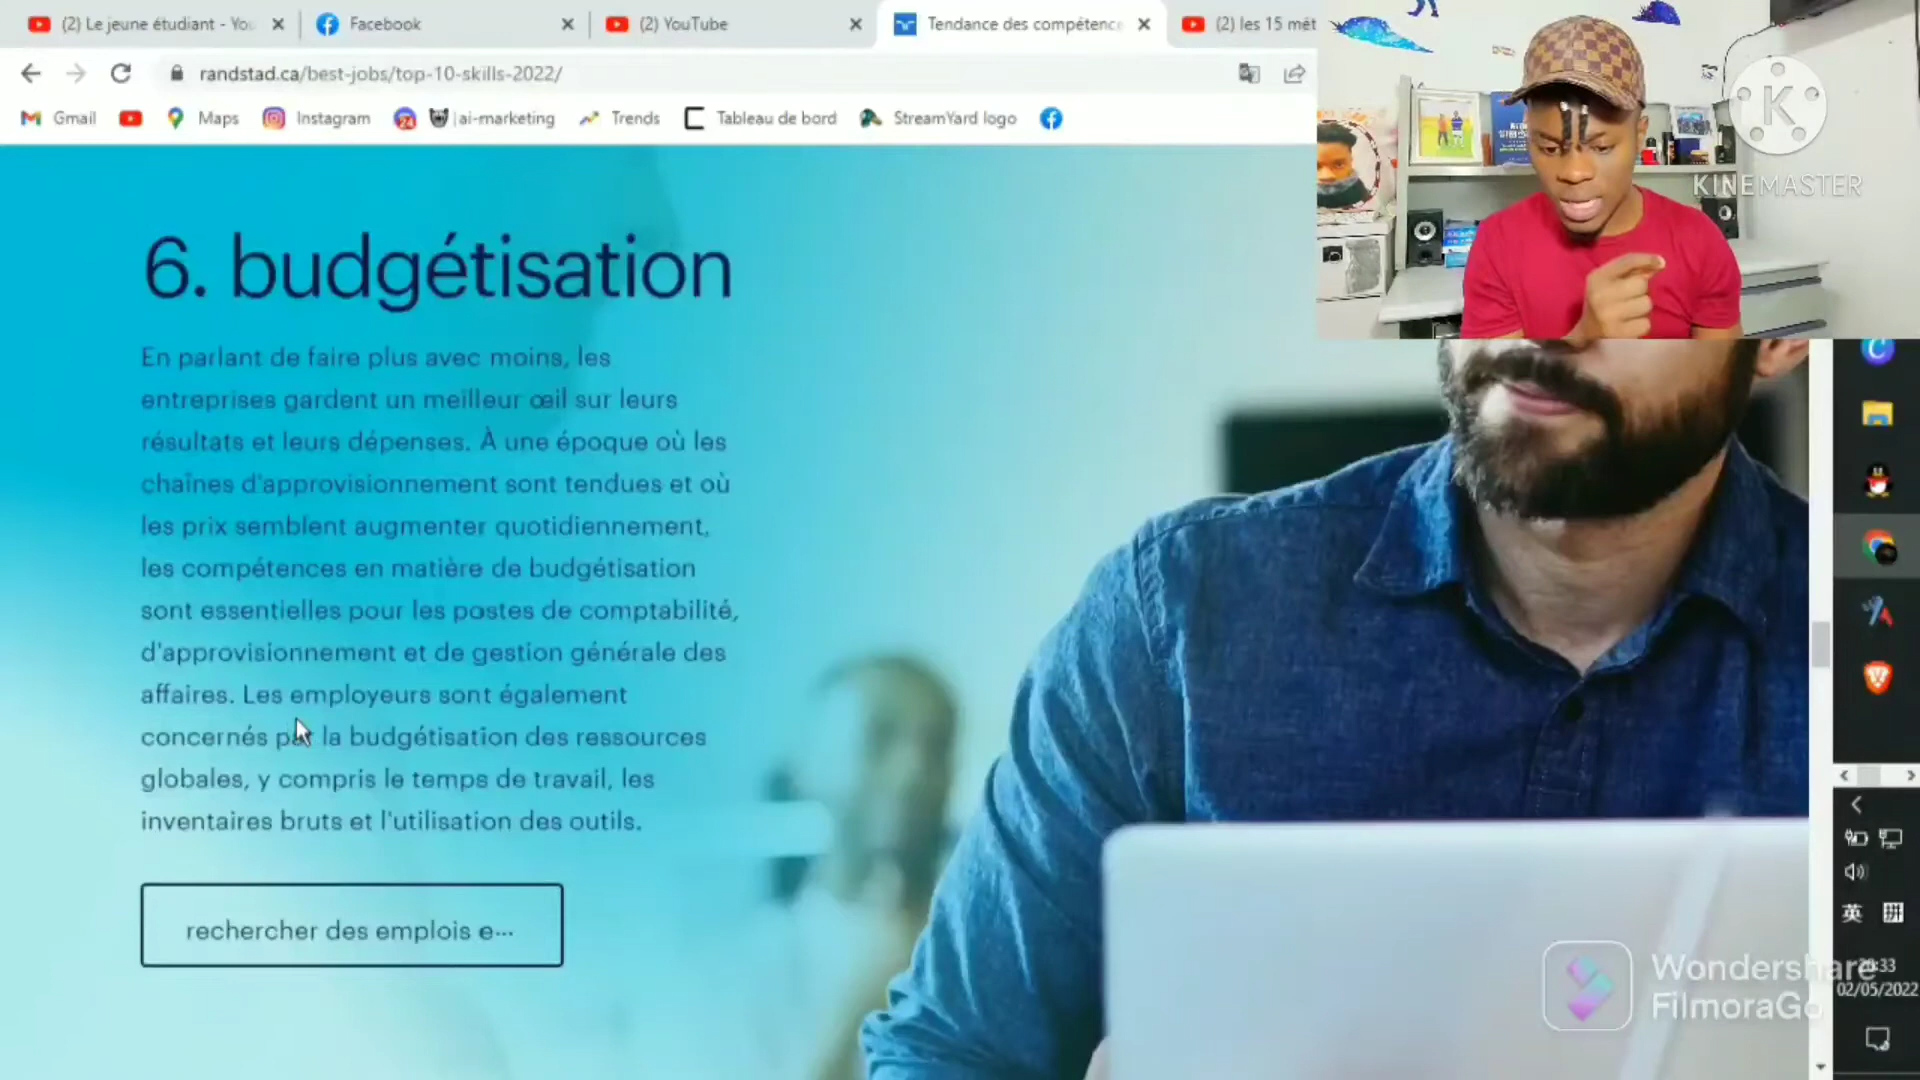 (2) Le jeune étudiant - You
Facebook
(2) YouTube
Tendance des compétence
(2) les 15 mét
randstad.ca/best-jobs/top-10-skills-2022/
Gmail
Maps
Instagram
24
ai-marketing
Trends
Tableau de bord
StreamYard logo
K
KINEMASTER
6. budgétisation
En parlant de faire plus avec moins, les
entreprises gardent un meilleur œil sur leurs
résultats et leurs dépenses. À une époque où les
chaînes d'approvisionnement sont tendues et où
les prix semblent augmenter quotidiennement,
les compétences en matière de budgétisation
sont essentielles pour les postes de comptabilité,
d'approvisionnement et de gestion générale des
affaires. Les employeurs sont également
concernés par la budgétisation des ressources
globales, y compris le temps de travail, les
inventaires bruts et l'utilisation des outils.
rechercher des emplois e...
英 拼
Wondershare
FilmoraGo
02/05/2022